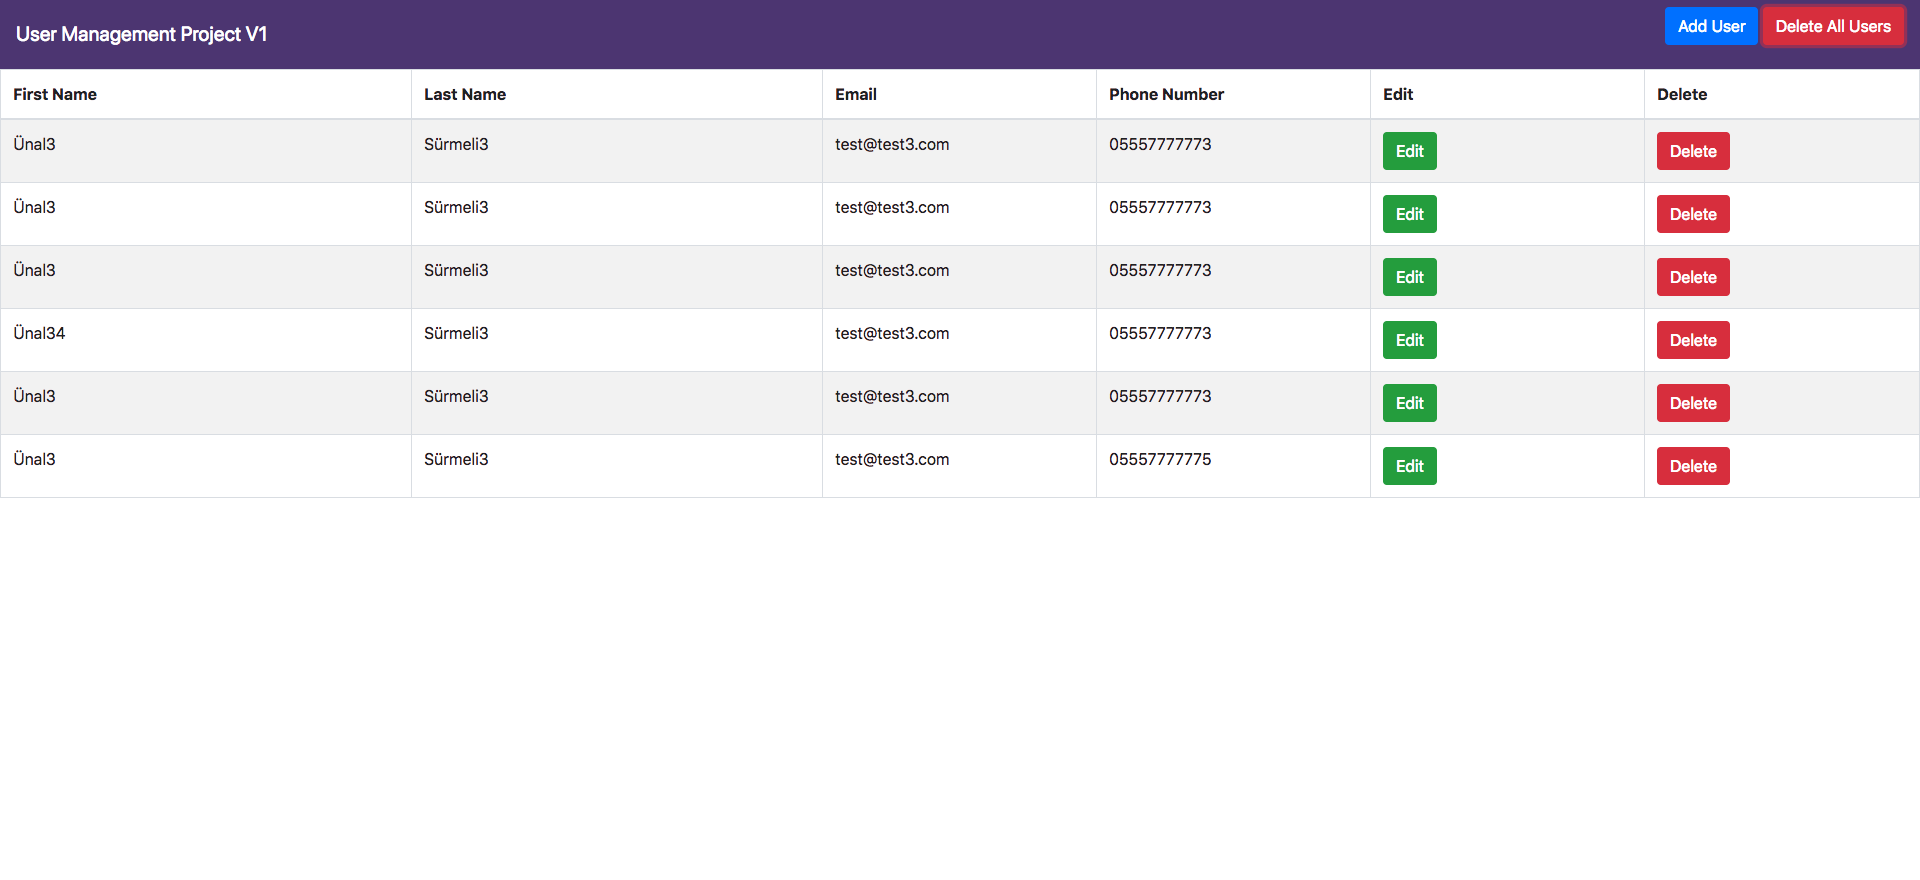 User Management Project V1 Add User Delete All Users
First Name Last Name Email Phone Number Edit Delete
Ünal3 Sürmeli3 test@test3.com 05557777773 Edit Delete
Ünal3 Sürmeli3 test@test3.com 05557777773 Edit Delete
Ünal3 Sürmeli3 test@test3.com 05557777773 Edit Delete
Ünal34 Sürmeli3 test@test3.com 05557777773 Edit Delete
Ünal3 Sürmeli3 test@test3.com 05557777773 Edit Delete
Ünal3 Sürmeli3 test@test3.com 05557777775 Edit Delete